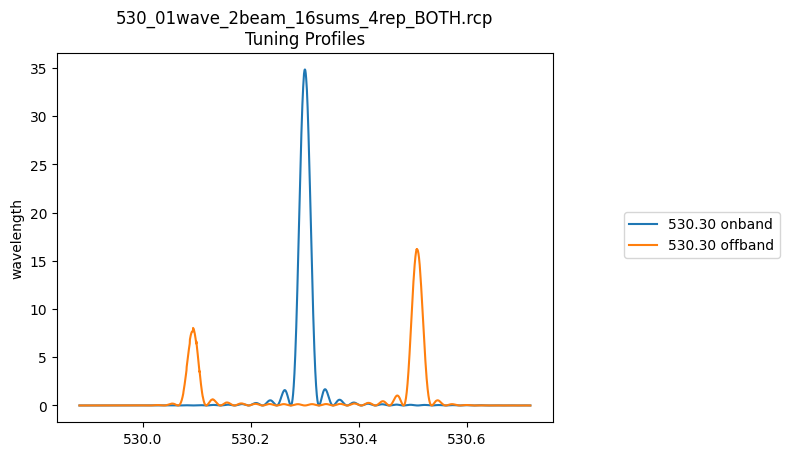 530_01wave_2beam_16sums_4rep_BOTH.rcp
Tuning Profiles
35
30
25
20
15
10
5
0
wavelength
530.0 530.2 530.4 530.6
530.30 onband
530.30 offband